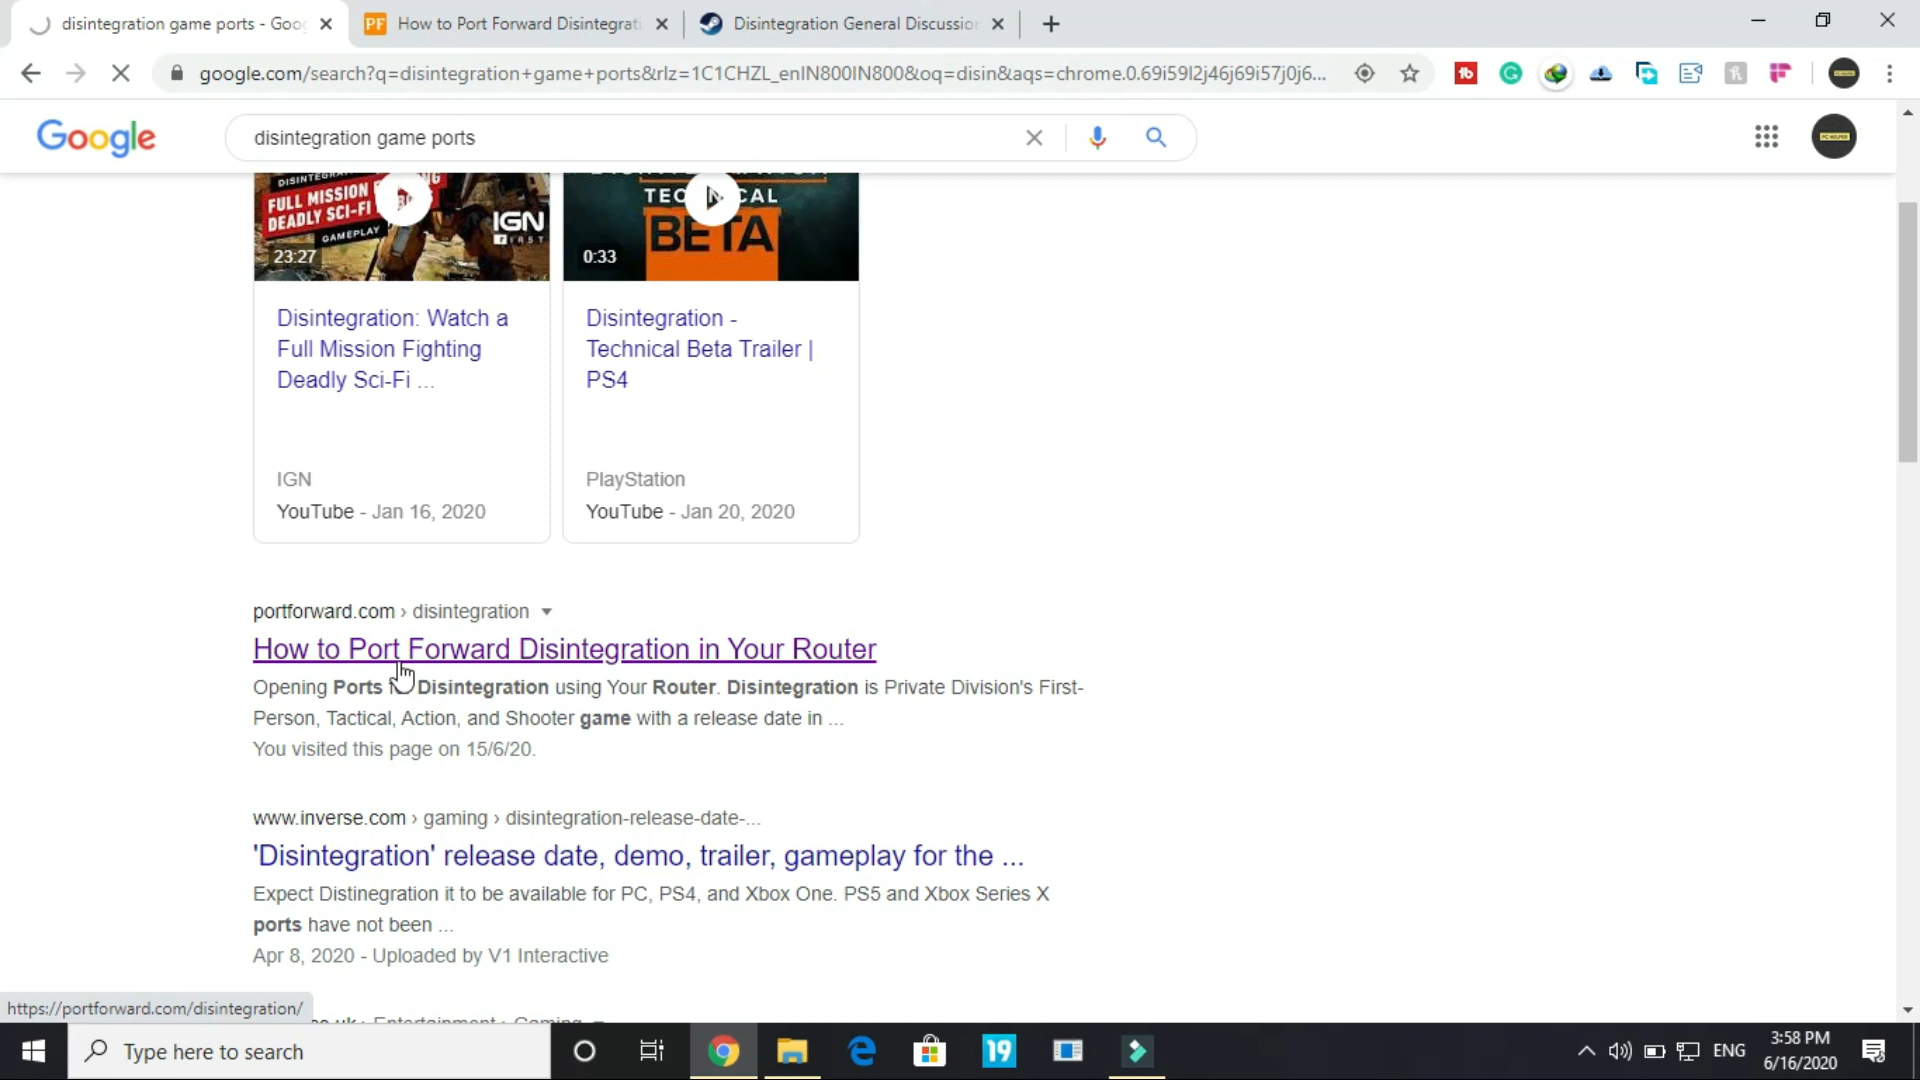 disintegration game ports - Goog
PF How to Port Forward Disintegrati
Disintegration General Discussion
google.com/search?q=disintegration+game+ports&rlz=1C1CHZL_enIN800IN800&oq=disin&aqs=chrome.0.69i59l2j46j69i57j0j6...
Google
disintegration game ports
FULL MISSION
DEADLY SCI-FI
GAMEPLAY
IGN
FIRST
23:27
TECHNICAL
BETA
0:33
Disintegration: Watch a
Full Mission Fighting
Deadly Sci-Fi ...
IGN
YouTube - Jan 16, 2020
Disintegration -
Technical Beta Trailer |
PS4
PlayStation
YouTube - Jan 20, 2020
portforward.com › disintegration
How to Port Forward Disintegration in Your Router
Opening Ports Disintegration using Your Router. Disintegration is Private Division's First-
Person, Tactical, Action, and Shooter game with a release date in ...
You visited this page on 15/6/20.
www.inverse.com › gaming › disintegration-release-date-...
'Disintegration' release date, demo, trailer, gameplay for the ...
Expect Distinegration it to be available for PC, PS4, and Xbox One. PS5 and Xbox Series X
ports have not been ...
Apr 8, 2020 - Uploaded by V1 Interactive
https://portforward.com/disintegration/
Type here to search
19
ENG
3:58 PM
6/16/2020